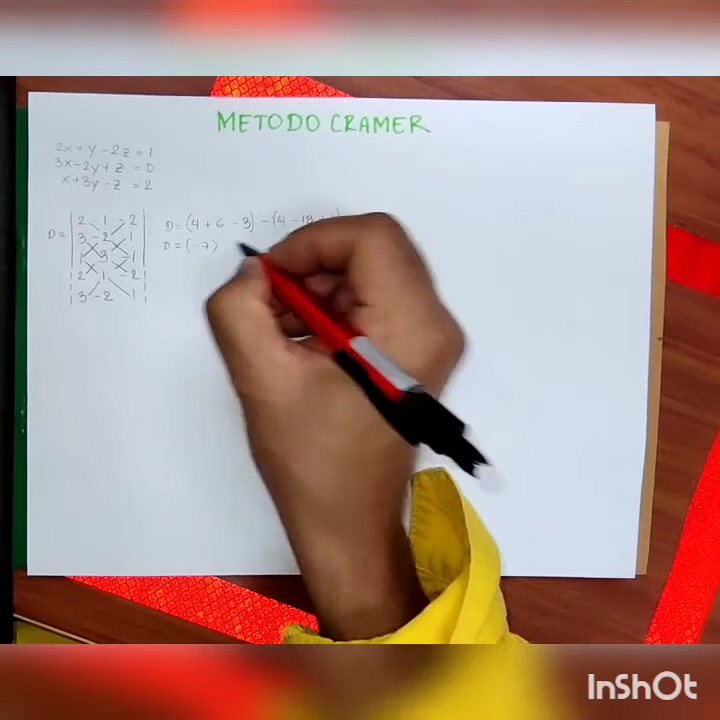 METODO CRAMER
2x + y - 2z = 1
3x - 2y + z = 0
x + 3y - z = 2
D = | 2 1 -2 |
| 3 -2 1 |
| 1 3 -1 |
| 2 1 -2 |
| 3 -2 1 |
D = (4 + 6 - 3) - (4 - 18
D = (-7)
InShOt